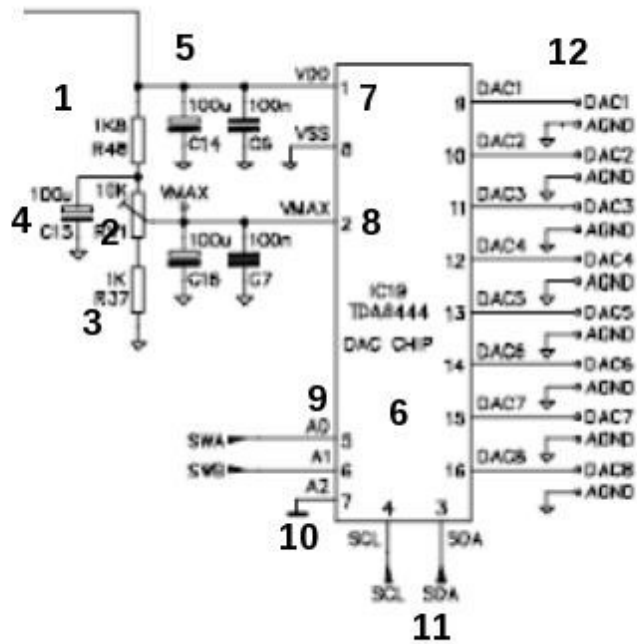 5
12
1
VDD
1
7
DAC1
9
DAC1
100u
100n
AGND
1K8
R48
C14
VSS
DAC2
10
DAC2
AGND
100u
10K
VMAX
VMAX
DAC3
11
DAC3
4
2
2
8
AGND
100u
100n
DAC4
12
DAC4
1K
R37
C7
IC19
AGND
TDA8444
DAC5
13
DAC5
3
DAC CHIP
AGND
DAC6
14
DAC6
AGND
9
6
DAC7
15
DAC7
SWA
A0
5
AGND
SWB
A1
6
DAC8
16
DAC8
A2
7
AGND
10
4
3
SCL
SDA
SCL
SDA
11